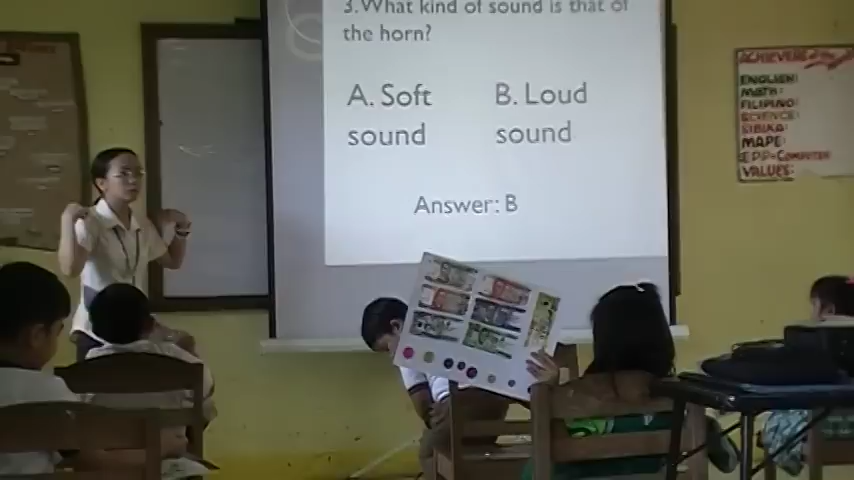 3.What kind of sound is that of
the horn?
A. Soft
sound
B. Loud
sound
Answer: B
ACHIEVERS
ENGLISH:
MATH:
FILIPINO:
SCIENCE:
SIBIKA:
MAPE:
EPP-COMPUTER
VALUES: